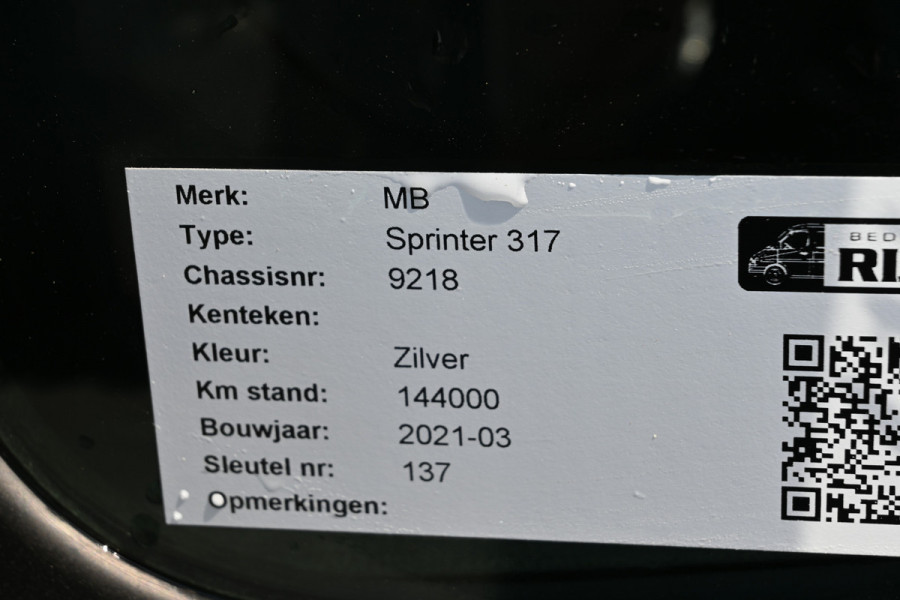 Merk: MB
Type: Sprinter 317
Chassisnr: 9218
Kenteken:
Kleur: Zilver
Km stand: 144000
Bouwjaar: 2021-03
Sleutel nr: 137
Opmerkingen:
BED